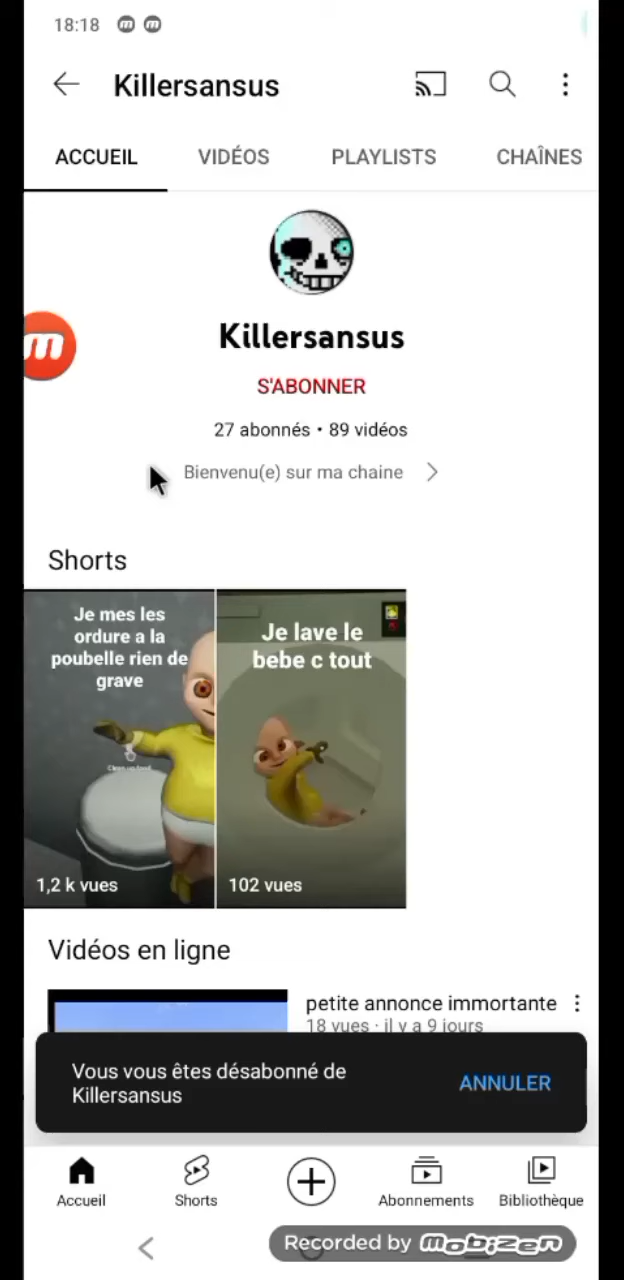 18:18
Killersansus
ACCUEIL VIDÉOS PLAYLISTS CHAÎNES
m
Killersansus
S'ABONNER
27 abonnés • 89 vidéos
Bienvenu(e) sur ma chaine
Shorts
Je mes les
ordure a la
poubelle rien de
grave
1,2 k vues
Je lave le
bebe c tout
102 vues
Vidéos en ligne
petite annonce immortante
18 vues · il y a 9 jours
Vous vous êtes désabonné de
Killersansus
ANNULER
Accueil Shorts Abonnements Bibliothèque
Recorded by mobizen